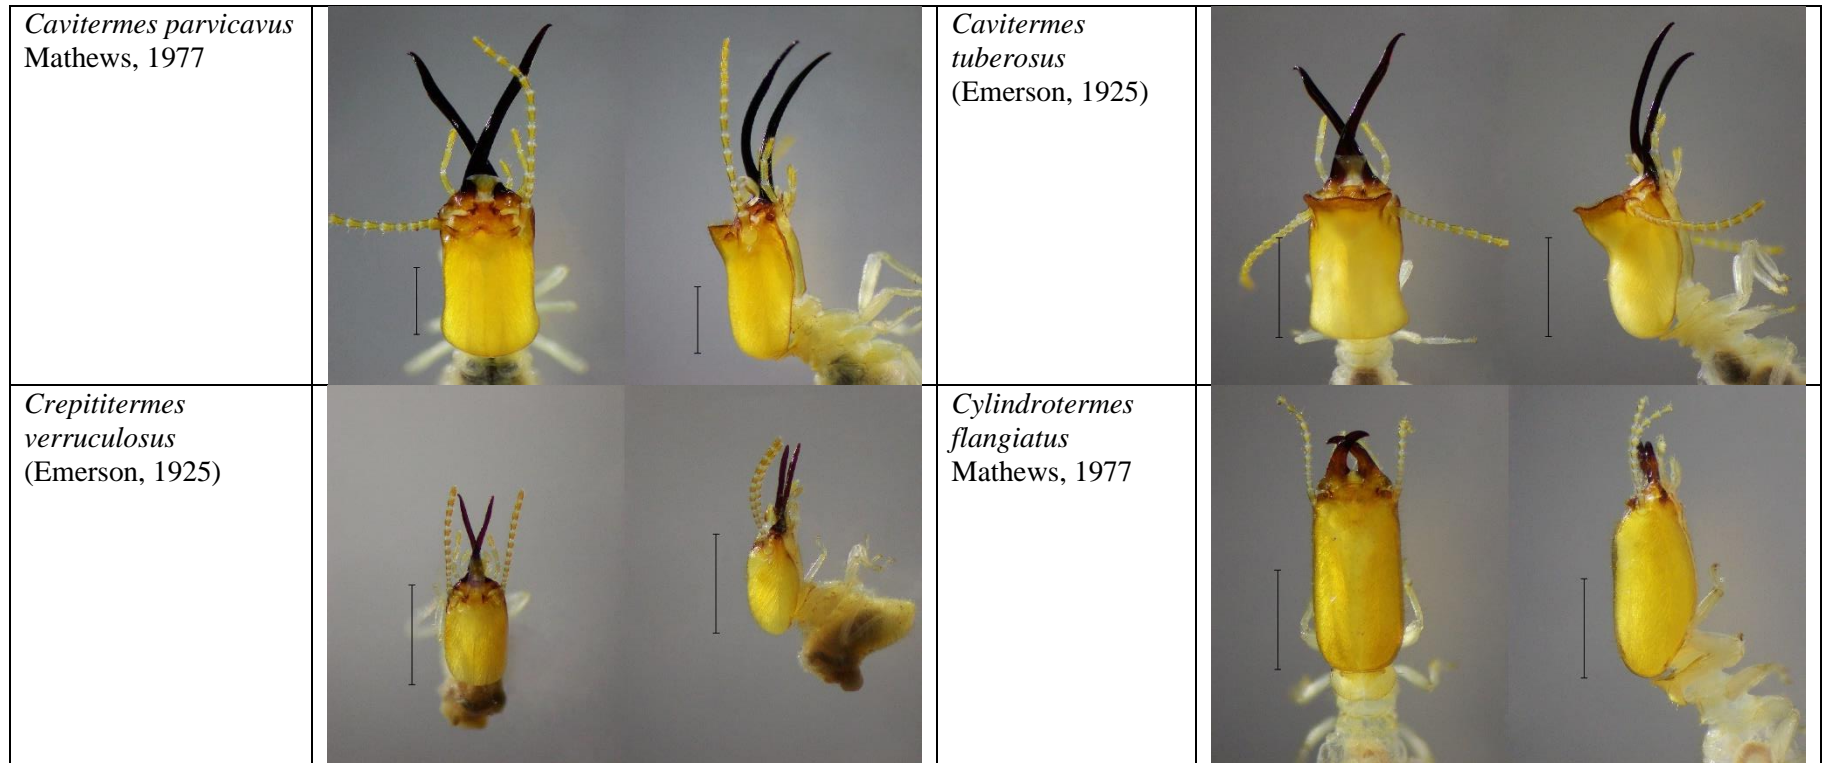 Cavitermes parvicavus
Mathews, 1977
Cavitermes
tuberosus
(Emerson, 1925)
Crepititermes
verruculosus
(Emerson, 1925)
Cylindrotermes
flangiatus
Mathews, 1977